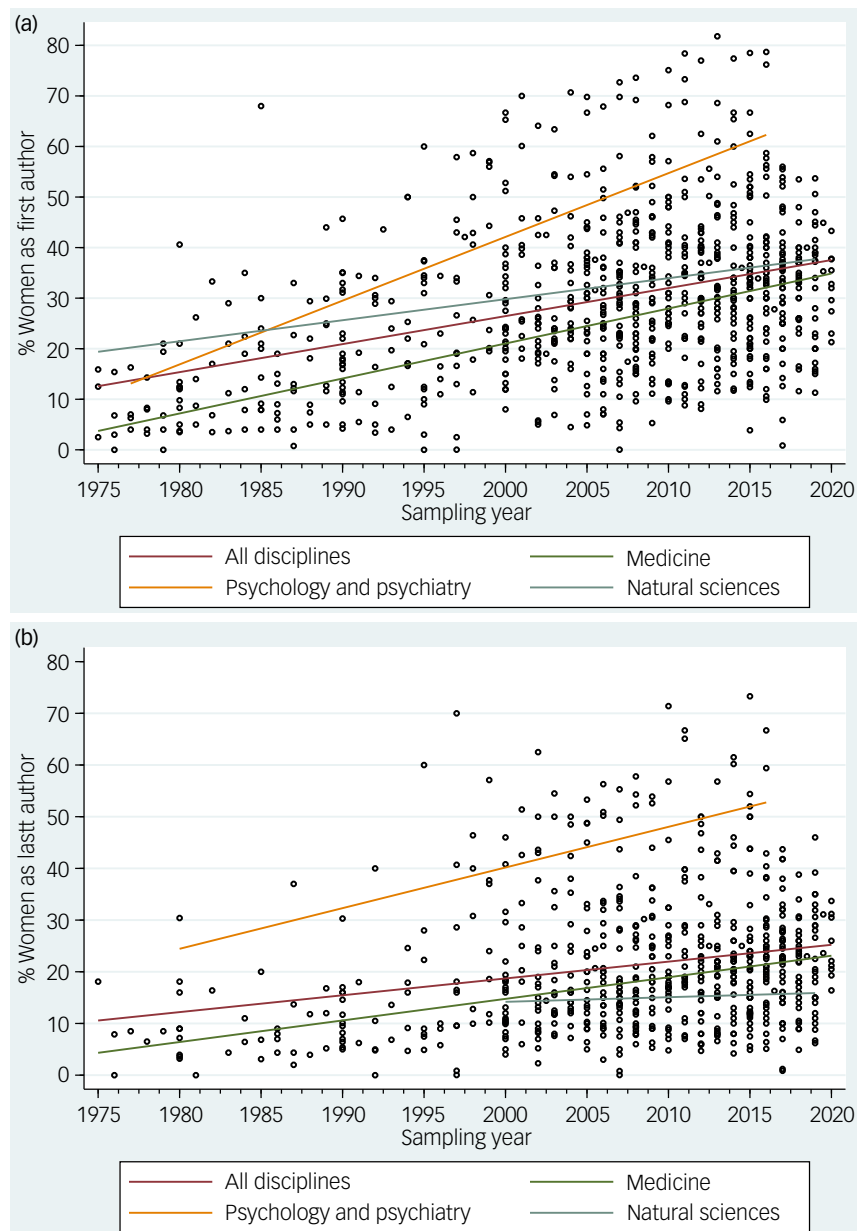 (a)
80
70
60
50
40
30
20
10
0
% Women as first author
1975 1980 1985 1990 1995 2000 2005 2010 2015 2020
Sampling year
All disciplines Medicine
Psychology and psychiatry Natural sciences
(b)
80
70
60
50
40
30
20
10
0
% Women as lastt author
1975 1980 1985 1990 1995 2000 2005 2010 2015 2020
Sampling year
All disciplines Medicine
Psychology and psychiatry Natural sciences